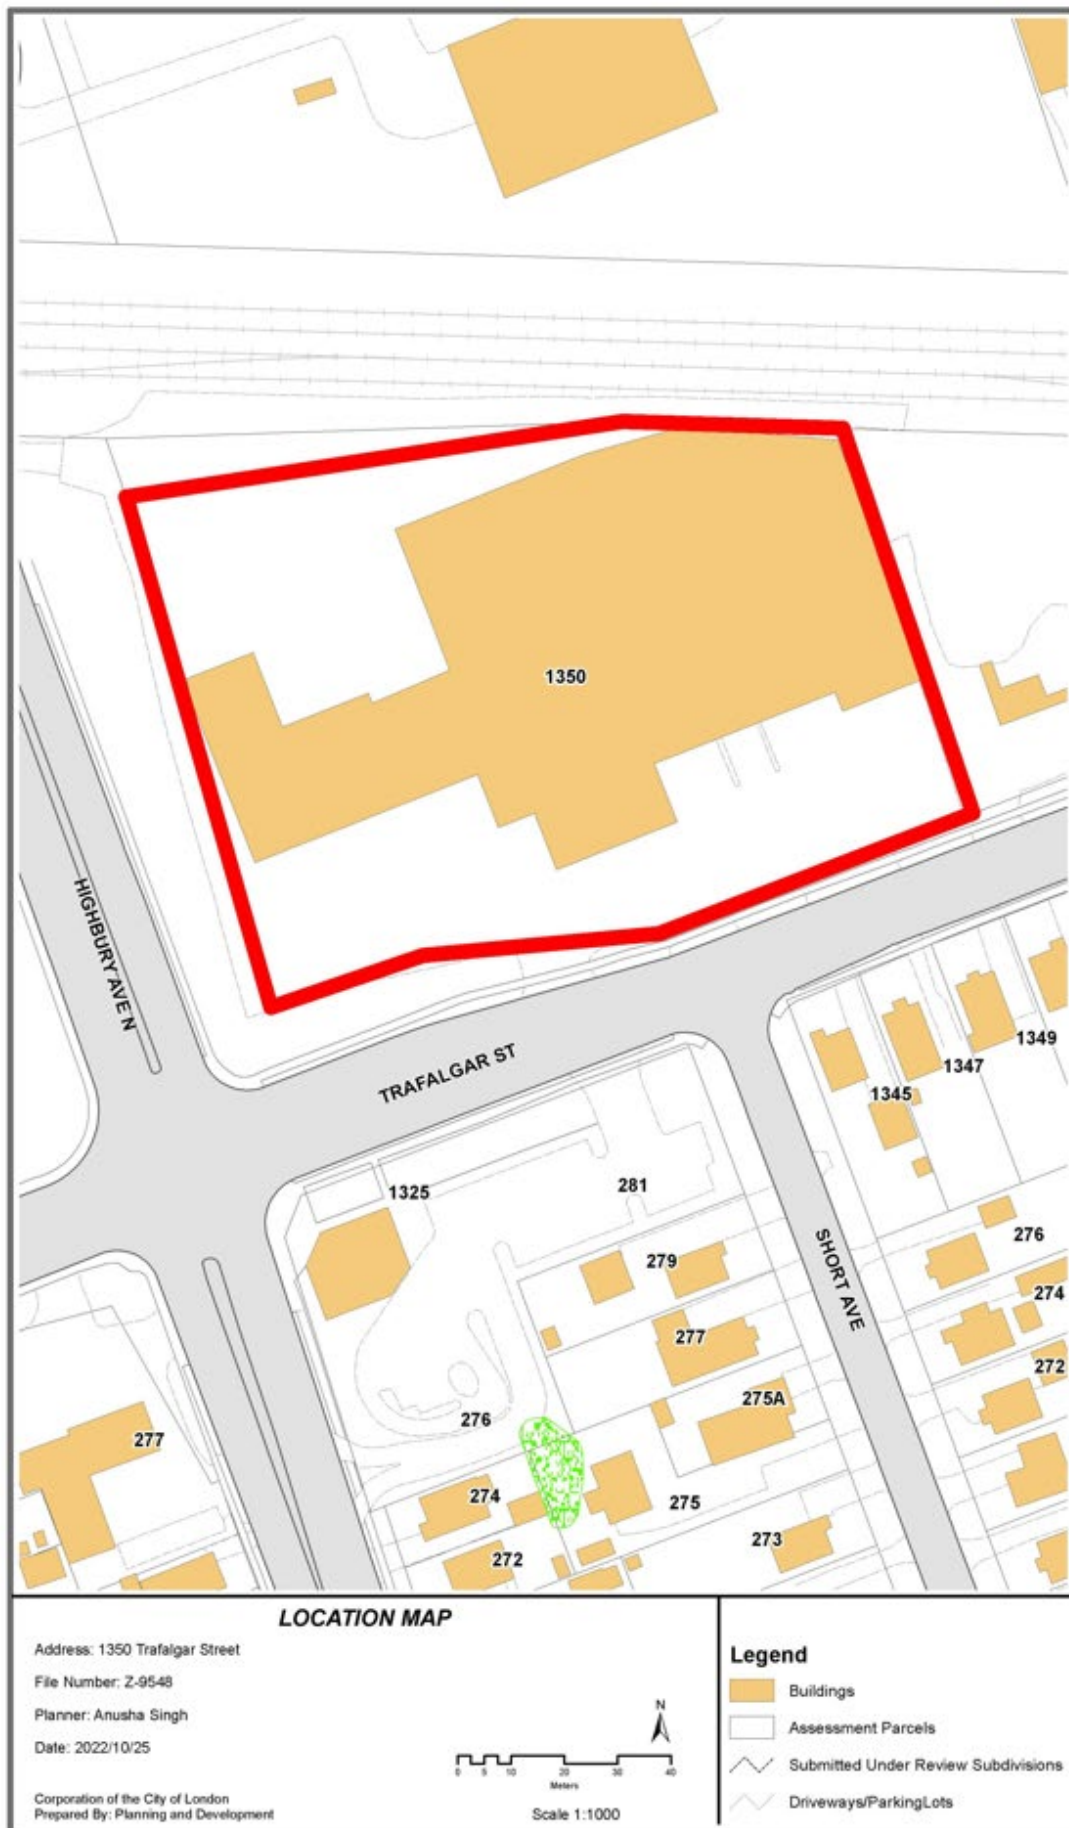 1350
HIGHBURY AVE N
TRAFALGAR ST
1349
1347
1345
1325
281
SHORT AVE
276
279
274
277
272
275A
276
277
274
275
273
272
LOCATION MAP
Address: 1350 Trafalgar Street
File Number: Z-9548
Planner: Anusha Singh
Date: 2022/10/25
Corporation of the City of London
Prepared By: Planning and Development
N
0 5 10 20 30 40
Meters
Scale 1:1000
Legend
Buildings
Assessment Parcels
Submitted Under Review Subdivisions
Driveways/ParkingLots